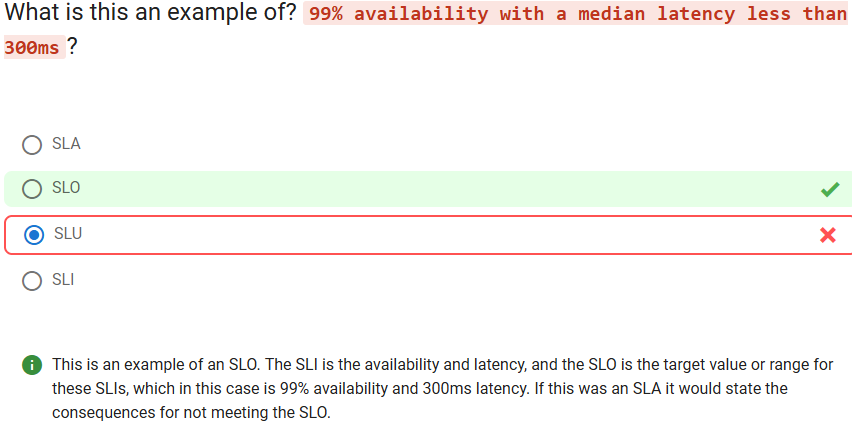 What is this an example of? 99% availability with a median latency less than
300ms ?
SLA
SLO
SLU
SLI
This is an example of an SLO. The SLI is the availability and latency, and the SLO is the target value or range for
these SLIs, which in this case is 99% availability and 300ms latency. If this was an SLA it would state the
consequences for not meeting the SLO.